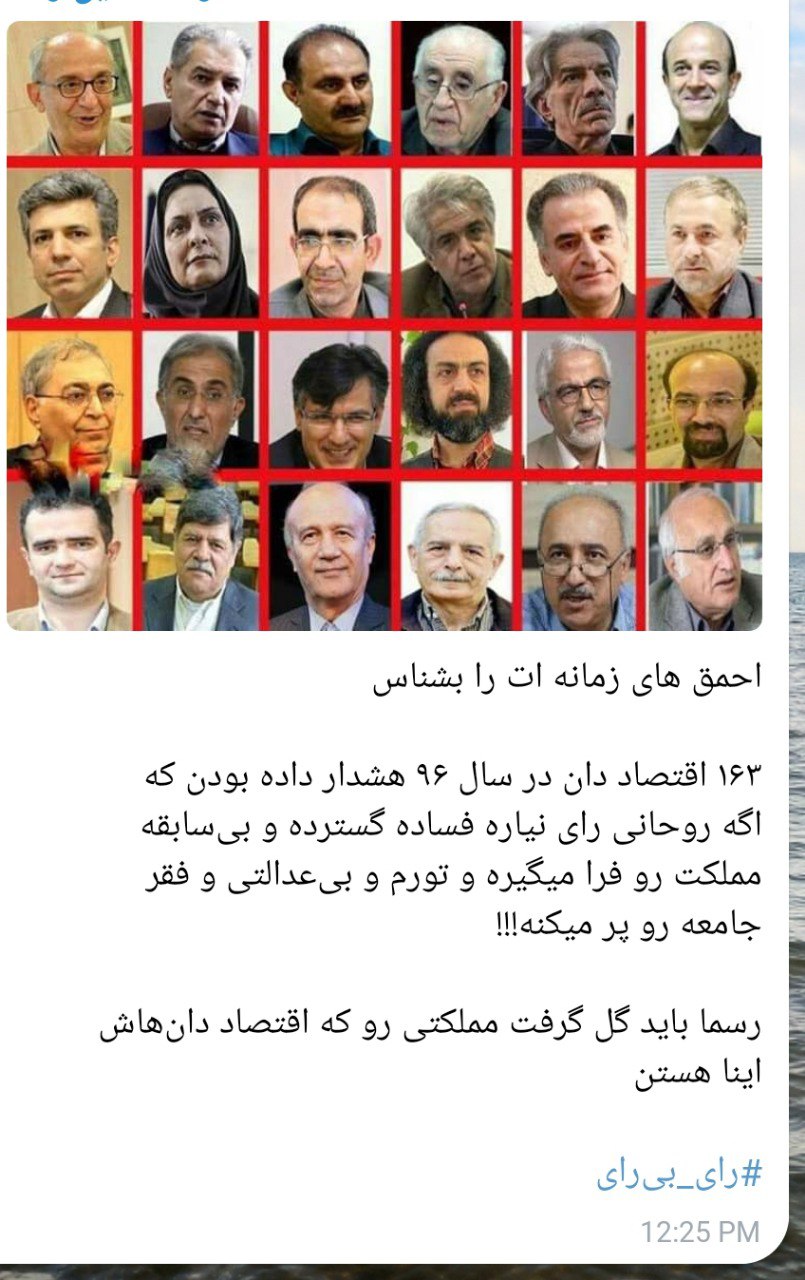 احمق های زمانه ات را بشناس
۱۶۳ اقتصاد دان در سال ۹۶ هشدار داده بودن که
اگه روحانی رای نیاره فساده گسترده و بی‌سابقه
مملکت رو فرا میگیره و تورم و بی‌عدالتی و فقر
جامعه رو پر میکنه!!!
رسما باید گل گرفت مملکتی رو که اقتصاد دان‌هاش
اینا هستن
#رای_بی‌رای
12:25 PM